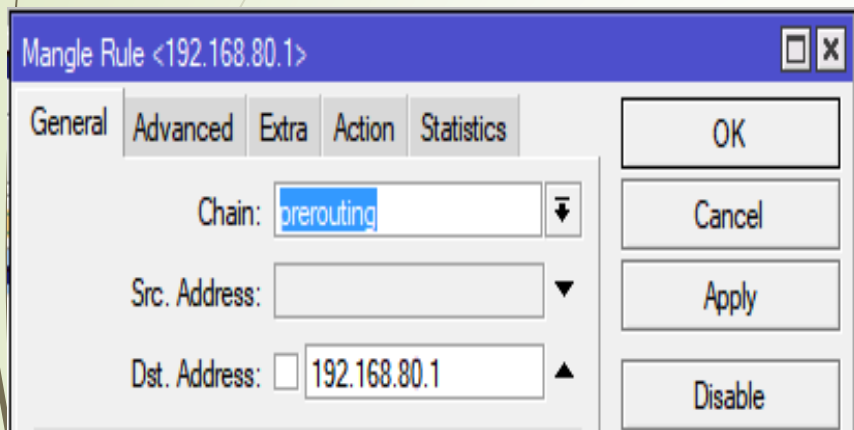 Mangle Rule <192.168.80.1>
General Advanced Extra Action Statistics
OK
Chain: prerouting
Cancel
Src. Address:
Apply
Dst. Address: 192.168.80.1
Disable